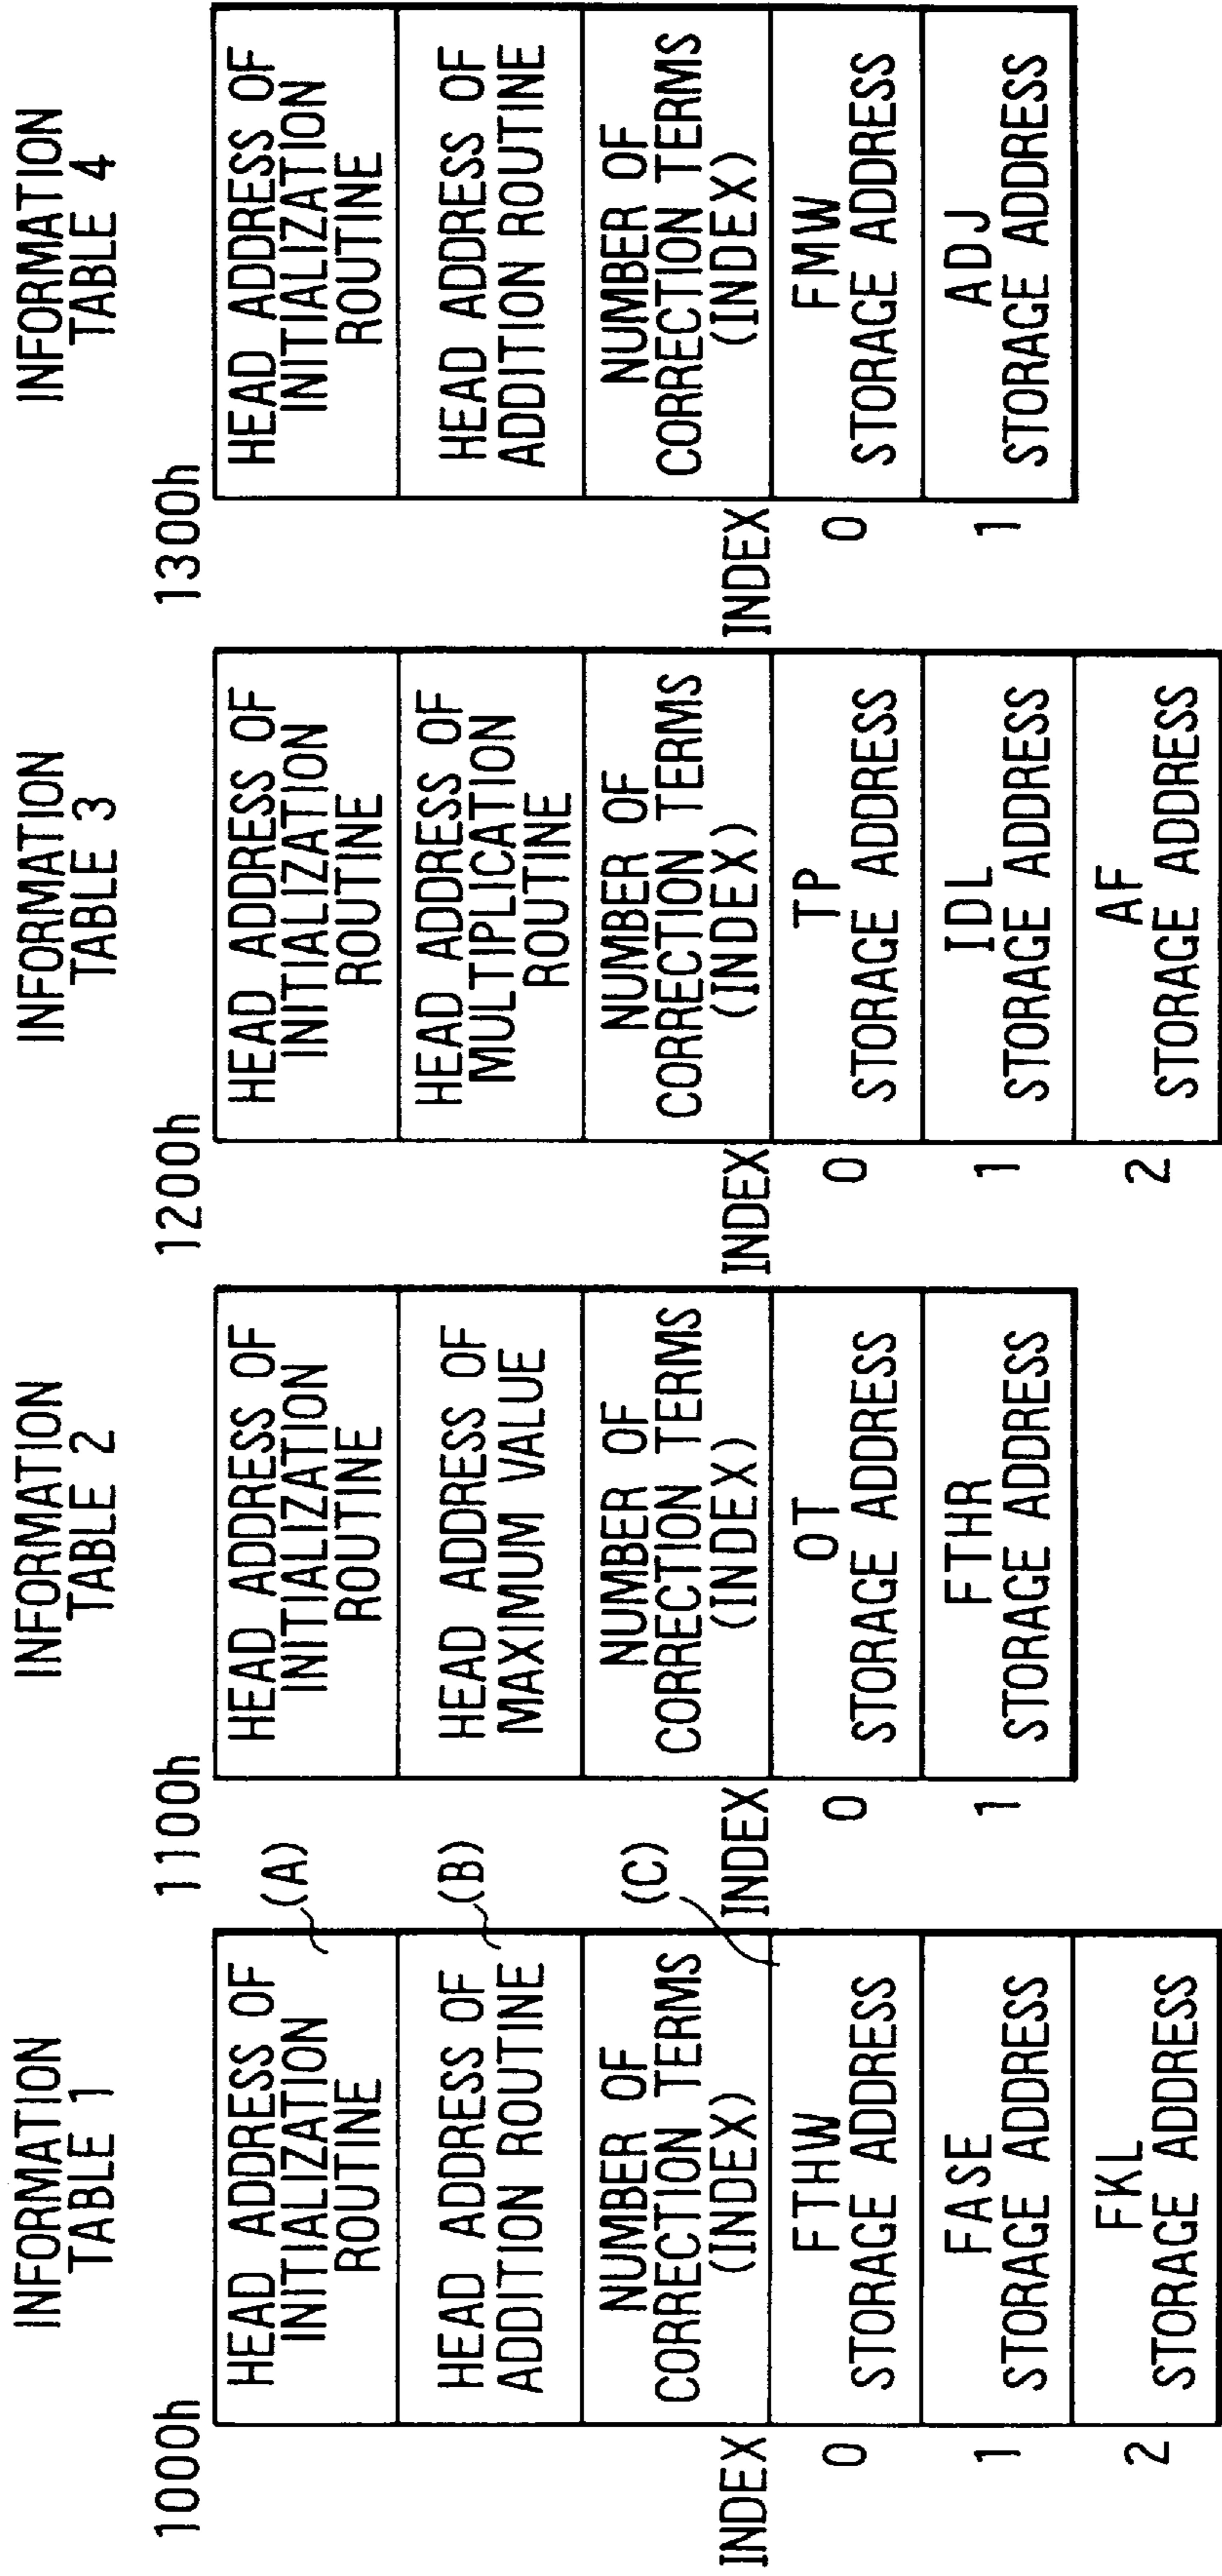 INFORMATION
TABLE 1
1000h
HEAD ADDRESS OF
INITIALIZATION
ROUTINE
(A)
HEAD ADDRESS OF
ADDITION ROUTINE
(B)
NUMBER OF
CORRECTION TERMS
(INDEX)
(C)
INDEX
0
FTHW
STORAGE ADDRESS
1
FASE
STORAGE ADDRESS
2
FKL
STORAGE ADDRESS
INFORMATION
TABLE 2
1100h
HEAD ADDRESS OF
INITIALIZATION
ROUTINE
HEAD ADDRESS OF
MAXIMUM VALUE
NUMBER OF
CORRECTION TERMS
(INDEX)
INDEX
0
OT
STORAGE ADDRESS
1
FTHR
STORAGE ADDRESS
INFORMATION
TABLE 3
1200h
HEAD ADDRESS OF
INITIALIZATION
ROUTINE
HEAD ADDRESS OF
MULTIPLICATION
ROUTINE
NUMBER OF
CORRECTION TERMS
(INDEX)
INDEX
0
TP
STORAGE ADDRESS
1
IDL
STORAGE ADDRESS
2
AF
STORAGE ADDRESS
INFORMATION
TABLE 4
1300h
HEAD ADDRESS OF
INITIALIZATION
ROUTINE
HEAD ADDRESS OF
ADDITION ROUTINE
NUMBER OF
CORRECTION TERMS
(INDEX)
INDEX
0
FMW
STORAGE ADDRESS
1
ADJ
STORAGE ADDRESS